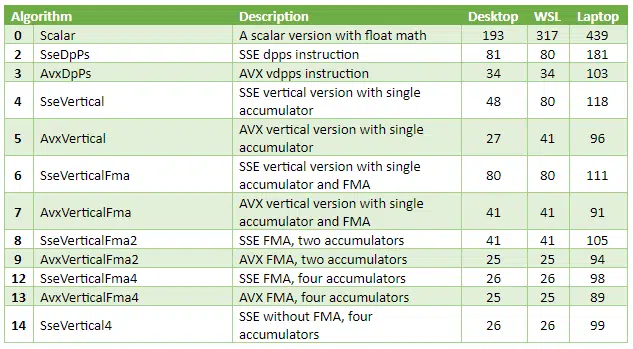 Algorithm Description Desktop WSL Laptop
0 Scalar A scalar version with float math 193 317 439
2 SseDpPs SSE dpps instruction 81 80 181
3 AvxDpPs AVX vdpps instruction 34 34 103
4 SseVertical SSE vertical version with single accumulator 48 80 118
5 AvxVertical AVX vertical version with single accumulator 27 41 96
6 SseVerticalFma SSE vertical version with single accumulator and FMA 80 80 111
7 AvxVerticalFma AVX vertical version with single accumulator and FMA 41 41 91
8 SseVerticalFma2 SSE FMA, two accumulators 41 41 105
9 AvxVerticalFma2 AVX FMA, two accumulators 25 25 94
12 SseVerticalFma4 SSE FMA, four accumulators 26 26 98
13 AvxVerticalFma4 AVX FMA, four accumulators 25 25 89
14 SseVertical4 SSE without FMA, four accumulators 26 26 99